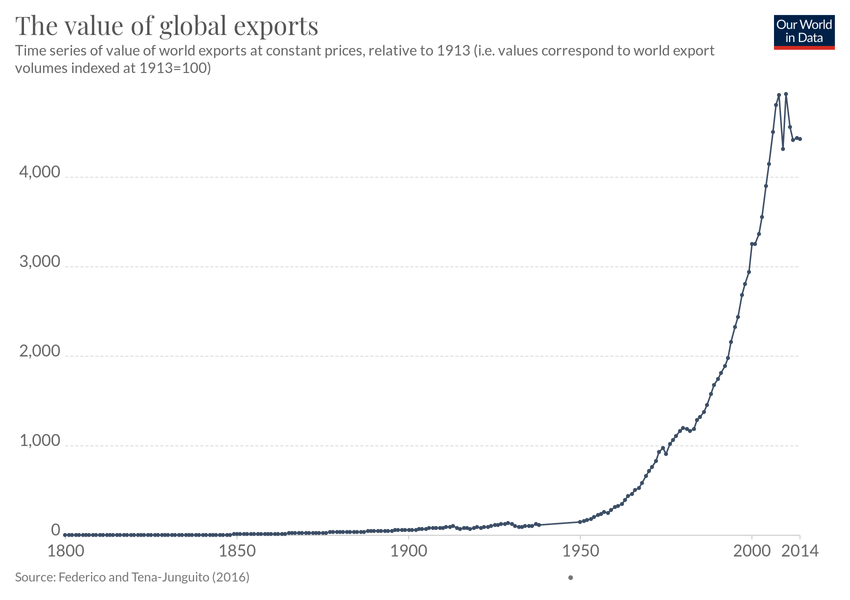 The value of global exports
Our World
in Data
Time series of value of world exports at constant prices, relative to 1913 (i.e. values correspond to world export
volumes indexed at 1913=100)
4,000
3,000
2,000
1,000
0
1800 1850 1900 1950 2000 2014
Source: Federico and Tena-Junguito (2016)